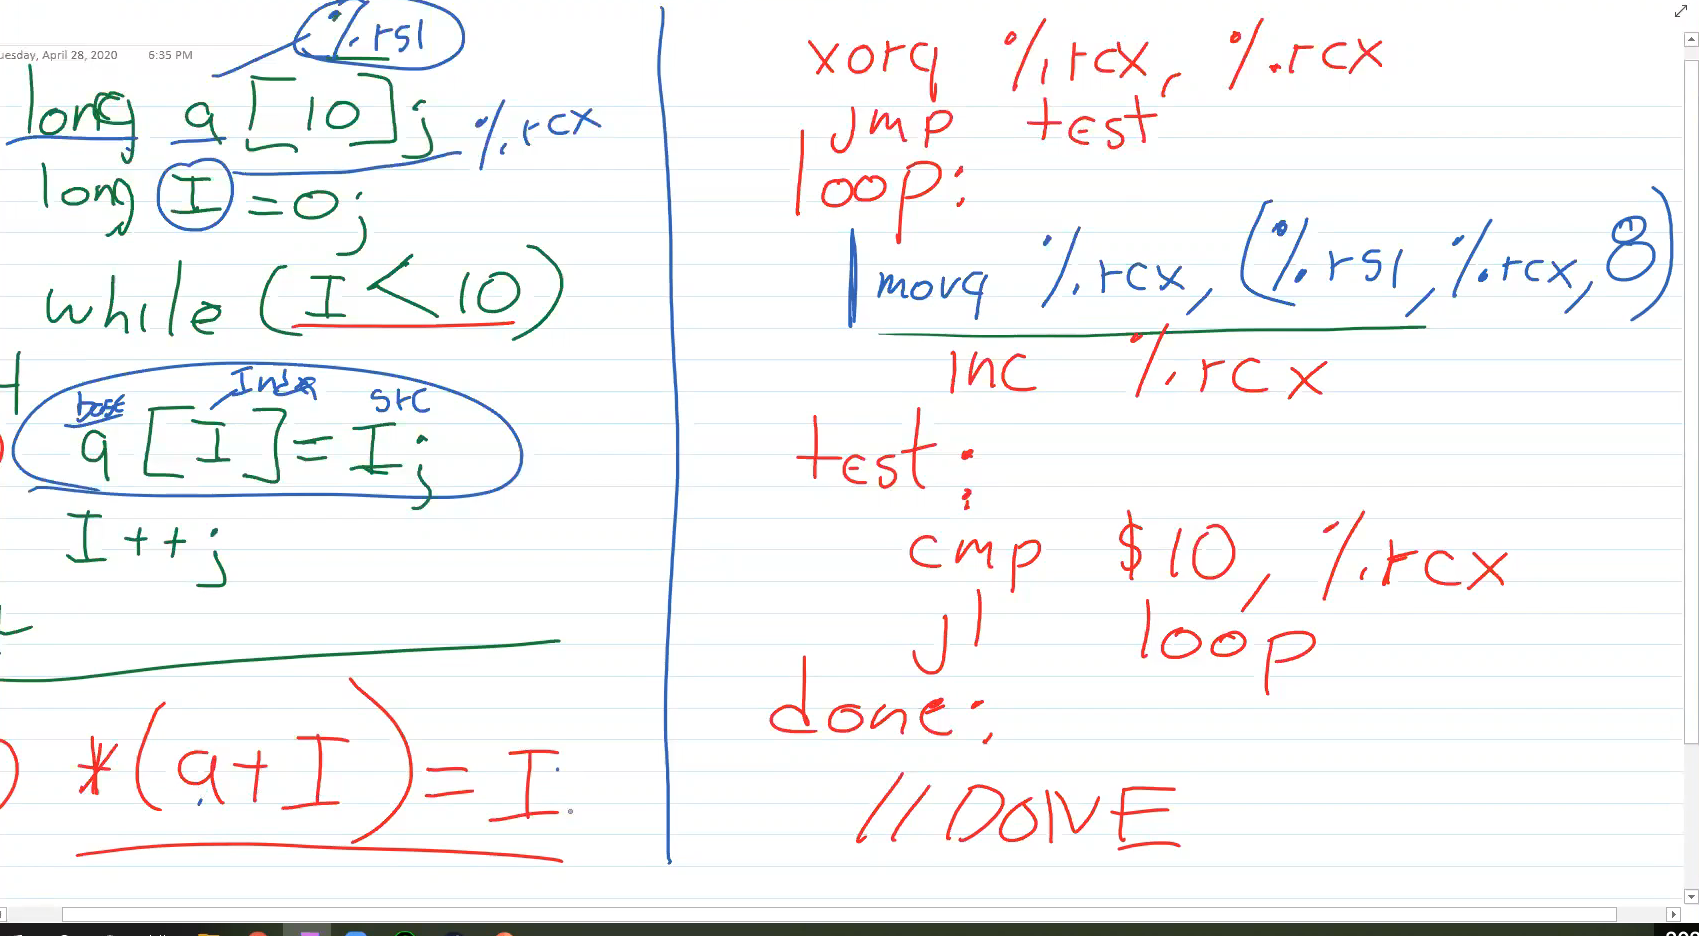 %rsi
uesday, April 28, 2020 6:35 PM
long a[10]; %rcx
long I = 0;
while (I < 10)
base Index src
a[I] = I;
I++;
*(a+I) = I
xorq %rcx, %rcx
jmp test
loop:
movq %rcx, (%rsi, %rcx, 8)
inc %rcx
test:
cmp $10, %rcx
jl loop
done:
//DONE